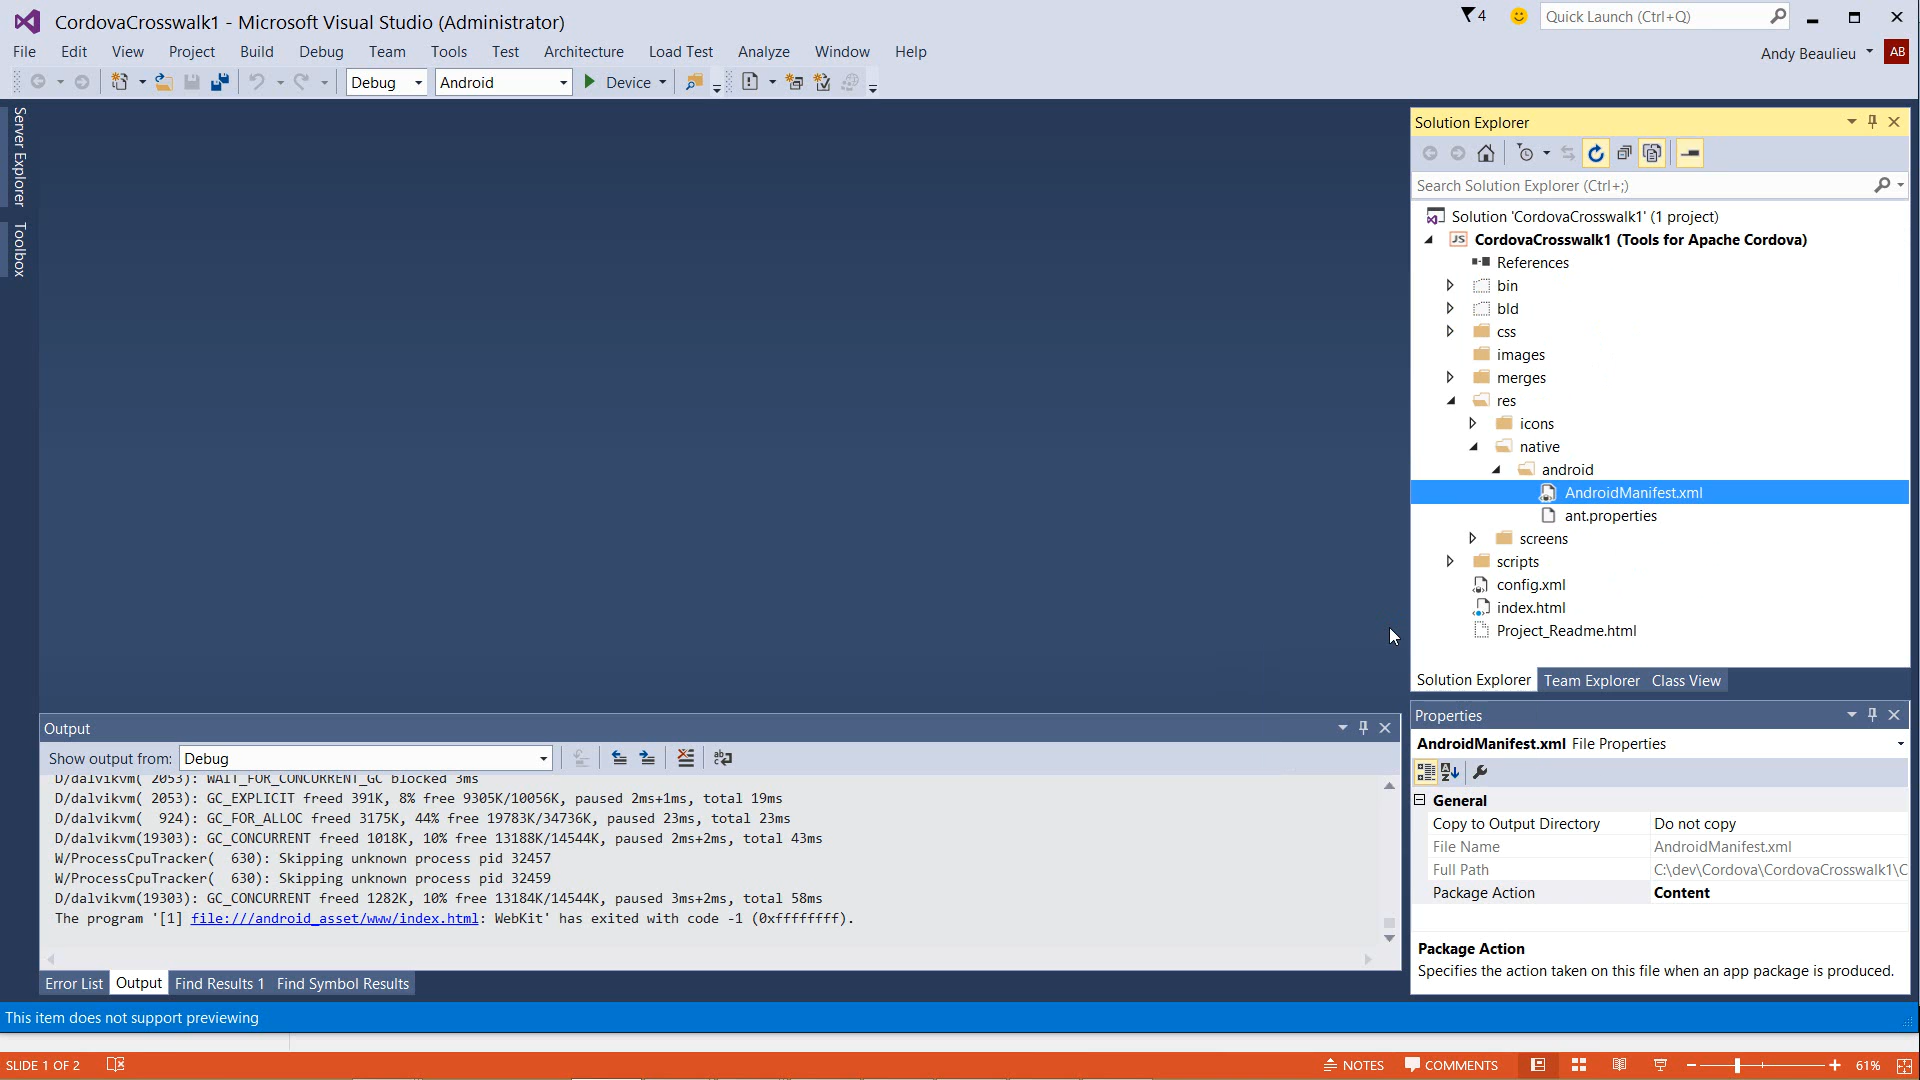 CordovaCrosswalk1 - Microsoft Visual Studio (Administrator)
4
Quick Launch (Ctrl+Q)
File Edit View Project Build Debug Team Tools Test Architecture Load Test Analyze Window Help
Andy Beaulieu AB
Debug Android Device
Server Explorer
Toolbox
Solution Explorer
Search Solution Explorer (Ctrl+;)
Solution 'CordovaCrosswalk1' (1 project)
JS CordovaCrosswalk1 (Tools for Apache Cordova)
References
bin
bld
css
images
merges
res
icons
native
android
AndroidManifest.xml
ant.properties
screens
scripts
config.xml
index.html
Project_Readme.html
Solution Explorer Team Explorer Class View
Output
Show output from: Debug
D/dalvikvm( 2053): WAIT_FOR_CONCURRENT_GC blocked 3ms
D/dalvikvm( 2053): GC_EXPLICIT freed 391K, 8% free 9305K/10056K, paused 2ms+1ms, total 19ms
D/dalvikvm(  924): GC_FOR_ALLOC freed 3175K, 44% free 19783K/34736K, paused 23ms, total 23ms
D/dalvikvm(19303): GC_CONCURRENT freed 1018K, 10% free 13188K/14544K, paused 2ms+2ms, total 43ms
W/ProcessCpuTracker(  630): Skipping unknown process pid 32457
W/ProcessCpuTracker(  630): Skipping unknown process pid 32459
D/dalvikvm(19303): GC_CONCURRENT freed 1282K, 10% free 13184K/14544K, paused 3ms+2ms, total 58ms
The program '[1] file:///android_asset/www/index.html: WebKit' has exited with code -1 (0xffffffff).
Error List Output Find Results 1 Find Symbol Results
Properties
AndroidManifest.xml File Properties
General
Copy to Output Directory Do not copy
File Name AndroidManifest.xml
Full Path C:\dev\Cordova\CordovaCrosswalk1\C
Package Action Content
Package Action
Specifies the action taken on this file when an app package is produced.
This item does not support previewing
SLIDE 1 OF 2 NOTES COMMENTS 61%